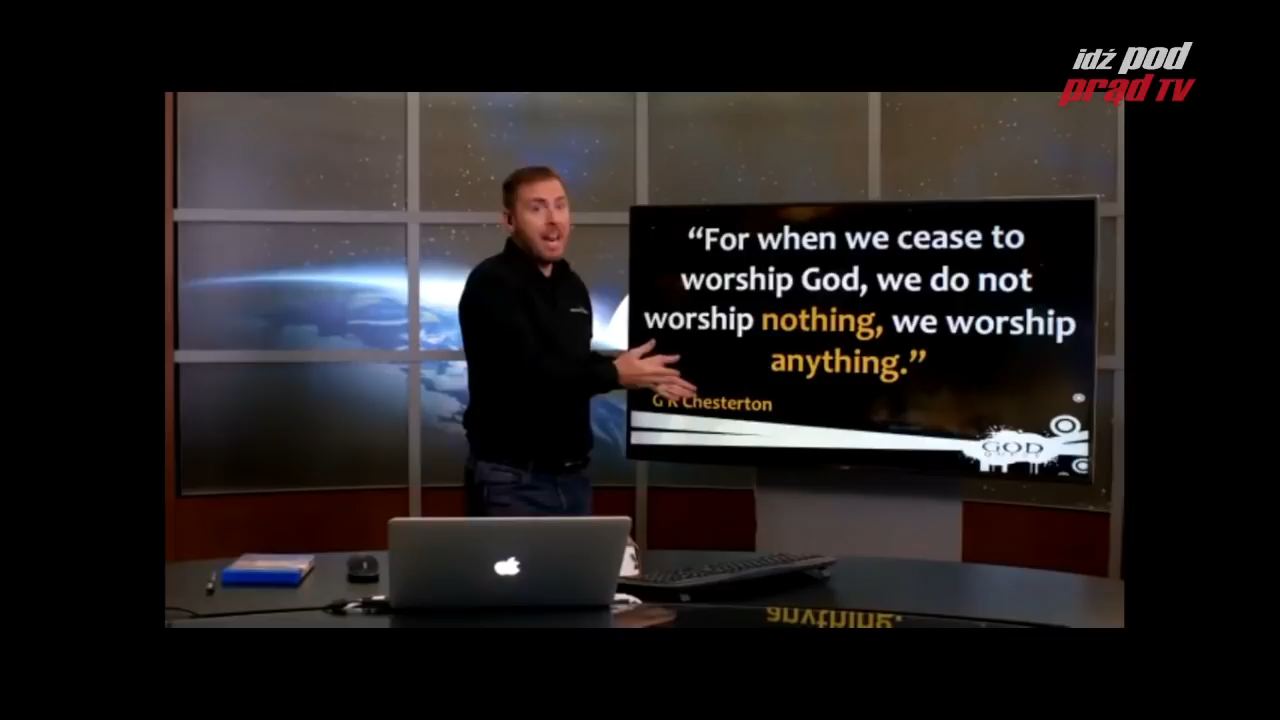 idź pod
prąd TV
“For when we cease to
worship God, we do not
worship nothing, we worship
anything.”
G K Chesterton
GOD
anything.